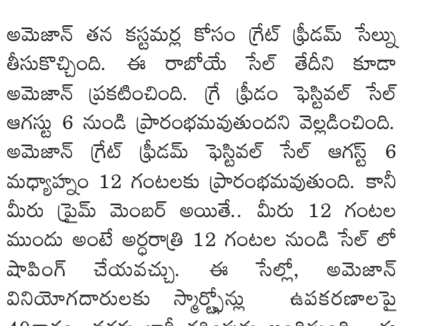 అమెజాన్ తన కస్టమర్ల కోసం గ్రేట్ ఫ్రీడమ్ సేల్ను
తీసుకొచ్చింది. ఈ రాబోయే సేల్ తేదీని కూడా
అమెజాన్ ప్రకటించింది. గ్రే ఫ్రీడం ఫెస్టివల్ సేల్
ఆగస్టు 6 నుండి ప్రారంభమవుతుందని వెల్లడించింది.
అమెజాన్ గ్రేట్ ఫ్రీడమ్ ఫెస్టివల్ సేల్ ఆగస్ట్ 6
మధ్యాహ్నం 12 గంటలకు ప్రారంభమవుతుంది. కానీ
మీరు ప్రైమ్ మెంబర్ అయితే.. మీరు 12 గంటల
ముందు అంటే అర్ధరాత్రి 12 గంటల నుండి సేల్ లో
షాపింగ్ చేయవచ్చు. ఈ సేల్లో, అమెజాన్
వినియోగదారులకు స్మార్ట్ఫోన్లు ఉపకరణాలపై